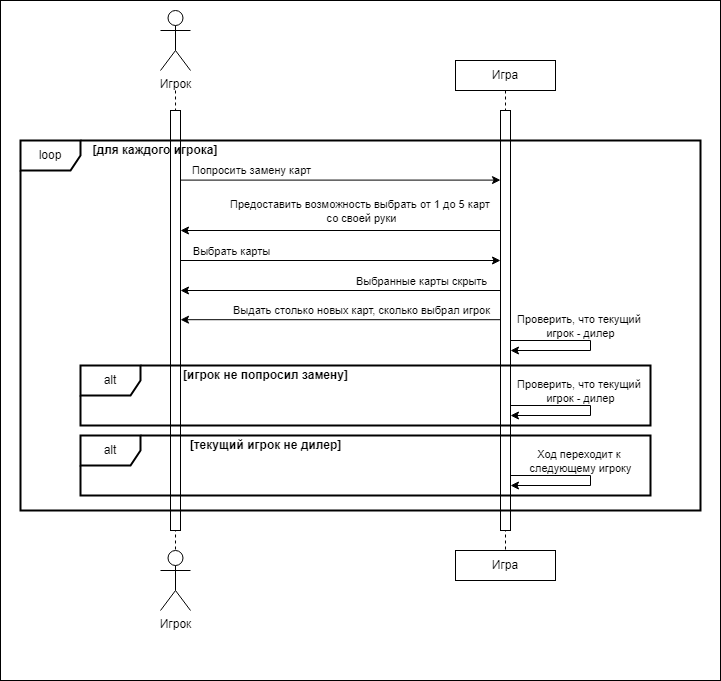 Игрок
Игра
loop
[для каждого игрока]
Попросить замену карт
Предоставить возможность выбрать от 1 до 5 карт
со своей руки
Выбрать карты
Выбранные карты скрыть
Выдать столько новых карт, сколько выбрал игрок
Проверить, что текущий
игрок - дилер
alt
[игрок не попросил замену]
Проверить, что текущий
игрок - дилер
alt
[текущий игрок не дилер]
Ход переходит к
следующему игроку
Игра
Игрок